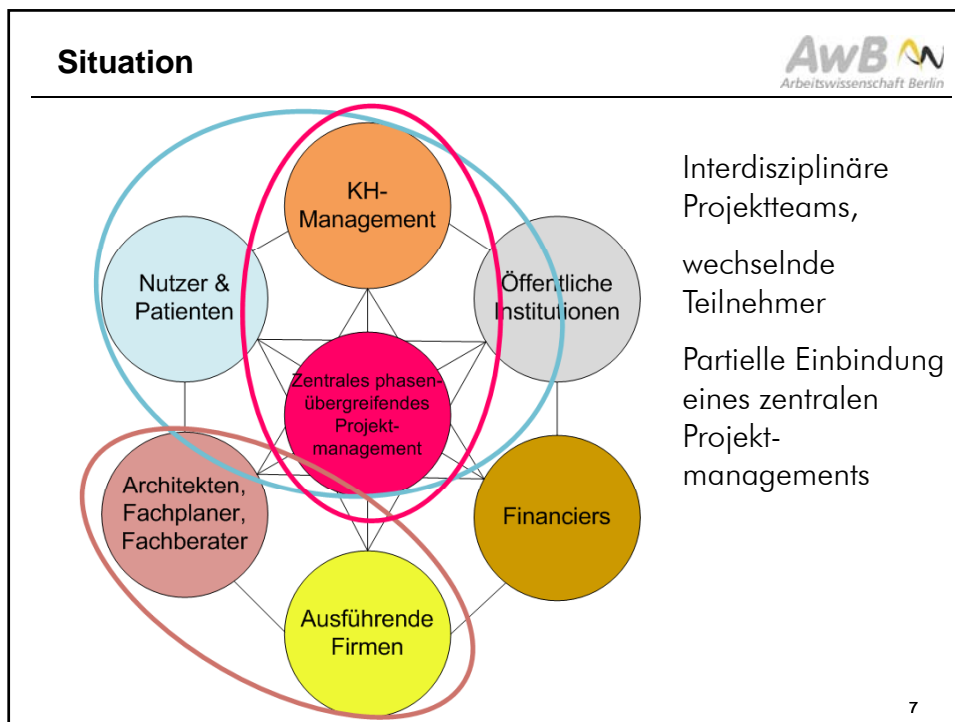 Situation
AwB
Arbeitswissenschaft Berlin
KH-
Management
Nutzer &
Patienten
Öffentliche
Institutionen
Zentrales phasen-
übergreifendes
Projekt-
management
Architekten,
Fachplaner,
Fachberater
Financiers
Ausführende
Firmen
Interdisziplinäre
Projektteams,
wechselnde
Teilnehmer
Partielle Einbindung
eines zentralen
Projekt-
managements
7